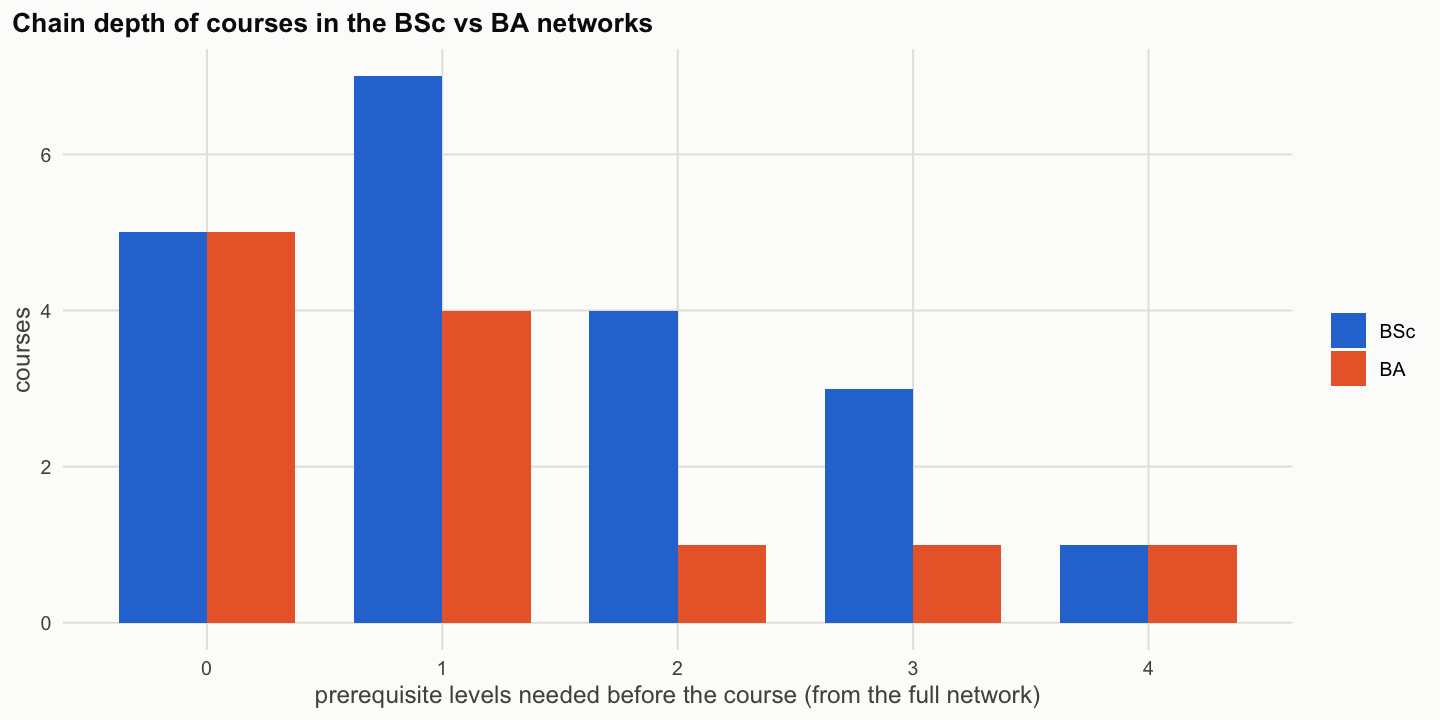 Chain depth of courses in the BSc vs BA networks
courses
6
4
2
0
0 1 2 3 4
prerequisite levels needed before the course (from the full network)
BSc
BA